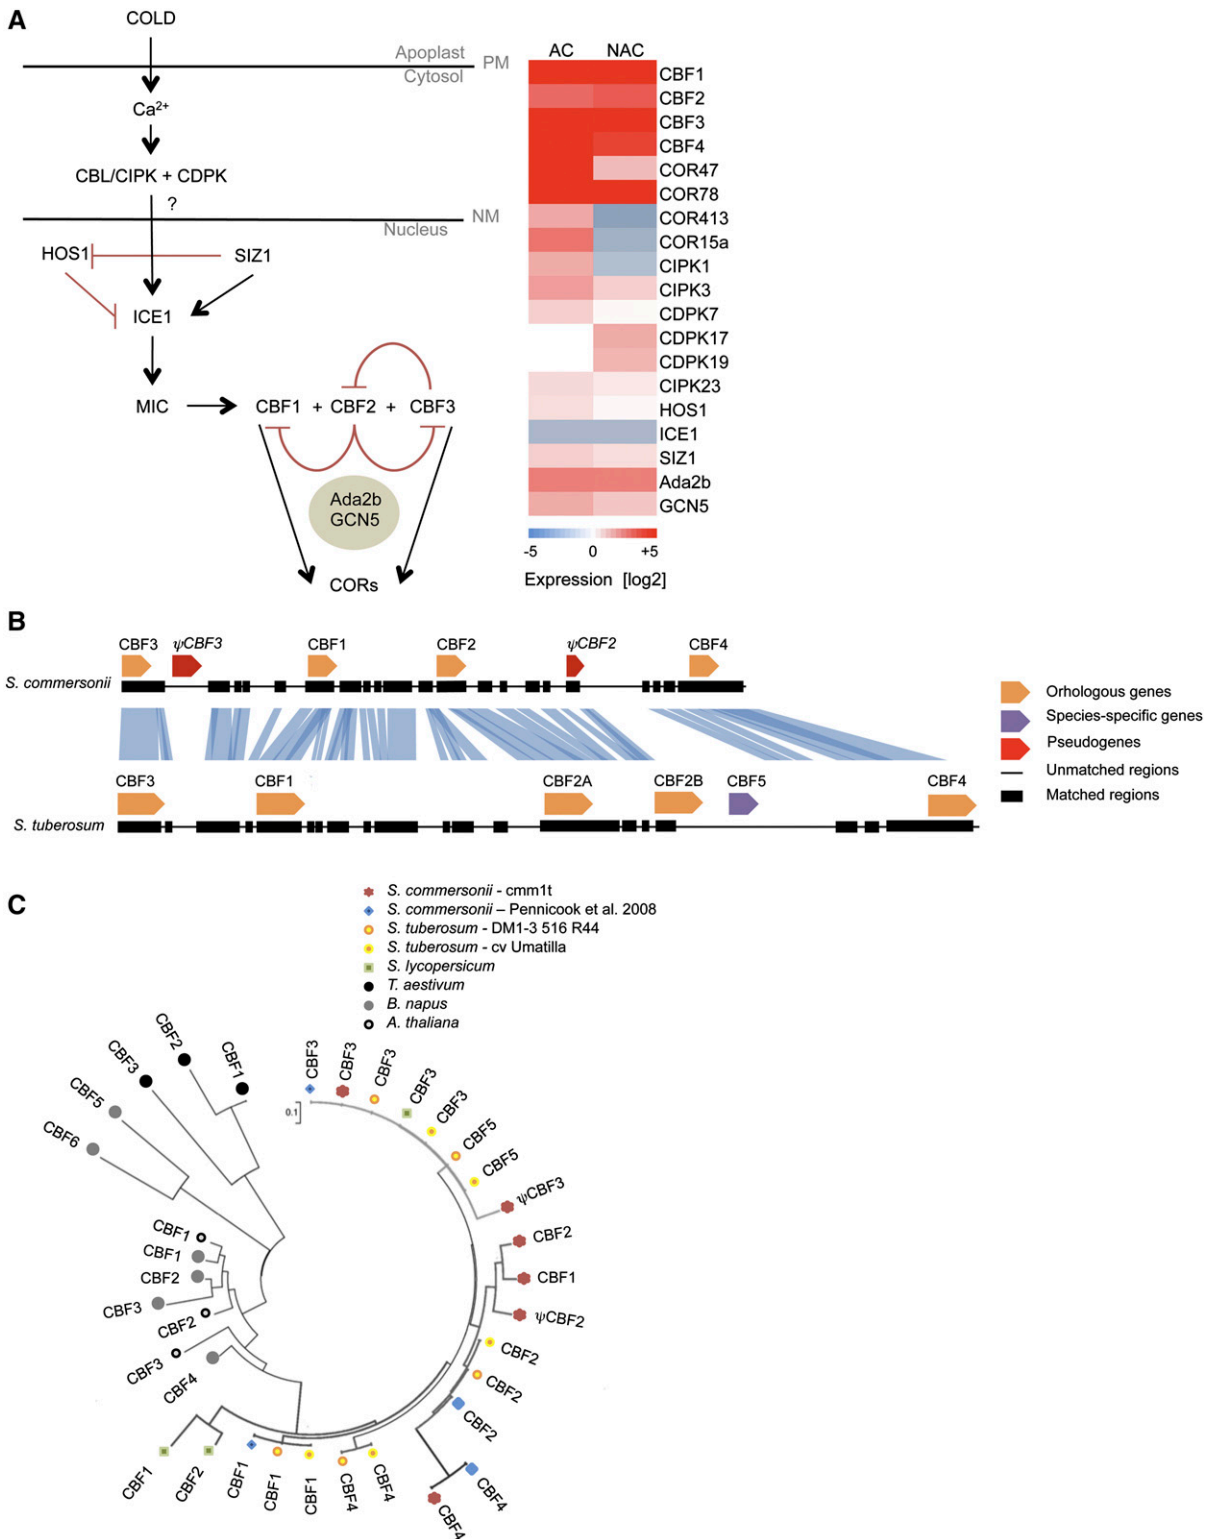 A
COLD
Apoplast
PM
Cytosol
Ca2+
CBL/CIPK + CDPK
?
NM
Nucleus
HOS1
SIZ1
ICE1
MIC
CBF1 + CBF2 + CBF3
Ada2b
GCN5
CORs
AC NAC
CBF1
CBF2
CBF3
CBF4
COR47
COR78
COR413
COR15a
CIPK1
CIPK3
CDPK7
CDPK17
CDPK19
CIPK23
HOS1
ICE1
SIZ1
Ada2b
GCN5
-5 0 +5
Expression [log2]
B
CBF3 ψCBF3 CBF1 CBF2 ψCBF2 CBF4
S. commersonii
CBF3 CBF1 CBF2A CBF2B CBF5 CBF4
S. tuberosum
Orhologous genes
Species-specific genes
Pseudogenes
Unmatched regions
Matched regions
C
S. commersonii - cmm1t
S. commersonii – Pennicook et al. 2008
S. tuberosum - DM1-3 516 R44
S. tuberosum - cv Umatilla
S. lycopersicum
T. aestivum
B. napus
A. thaliana
0.1
CBF3
CBF3
CBF3
CBF3
CBF3
CBF5
CBF5
ψCBF3
CBF2
CBF1
ψCBF2
CBF2
CBF2
CBF2
CBF4
CBF4
CBF4
CBF4
CBF1
CBF1
CBF1
CBF2
CBF1
CBF4
CBF3
CBF2
CBF3
CBF2
CBF1
CBF1
CBF6
CBF5
CBF3
CBF2
CBF1